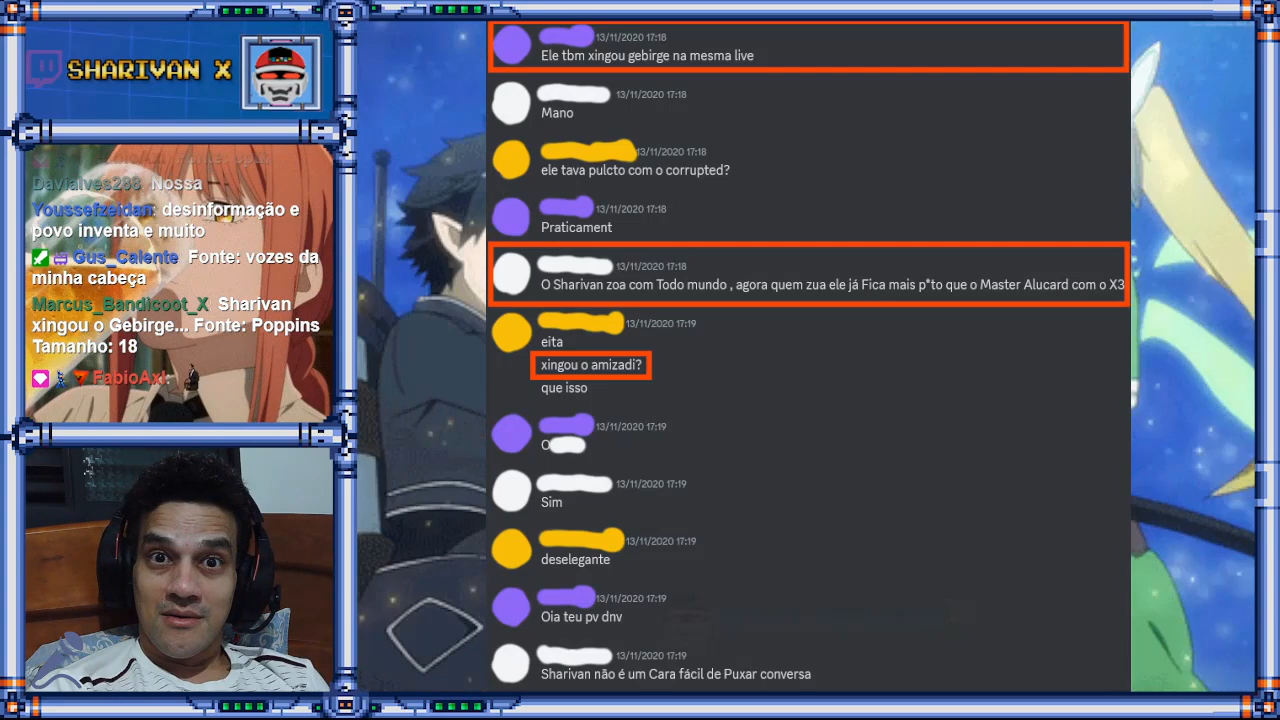 SHARIVAN X
Davialves288 Nossa
Youssefzeidan: desinformação e
povo inventa e muito
Gus_Calente Fonte: vozes da
minha cabeça
Marcus_Bandicoot_X Sharivan
xingou o Gebirge... Fonte: Poppins
Tamanho: 18
FabioAxl:
13/11/2020 17:18
Ele tbm xingou gebirge na mesma live
13/11/2020 17:18
Mano
13/11/2020 17:18
ele tava pulcto com o corrupted?
13/11/2020 17:18
Praticament
13/11/2020 17:18
O Sharivan zoa com Todo mundo , agora quem zua ele já Fica mais p*to que o Master Alucard com o X3
13/11/2020 17:19
eita
xingou o amizadi?
que isso
13/11/2020 17:19
O
13/11/2020 17:19
Sim
13/11/2020 17:19
deselegante
13/11/2020 17:19
Oia teu pv dnv
13/11/2020 17:19
Sharivan não é um Cara fácil de Puxar conversa